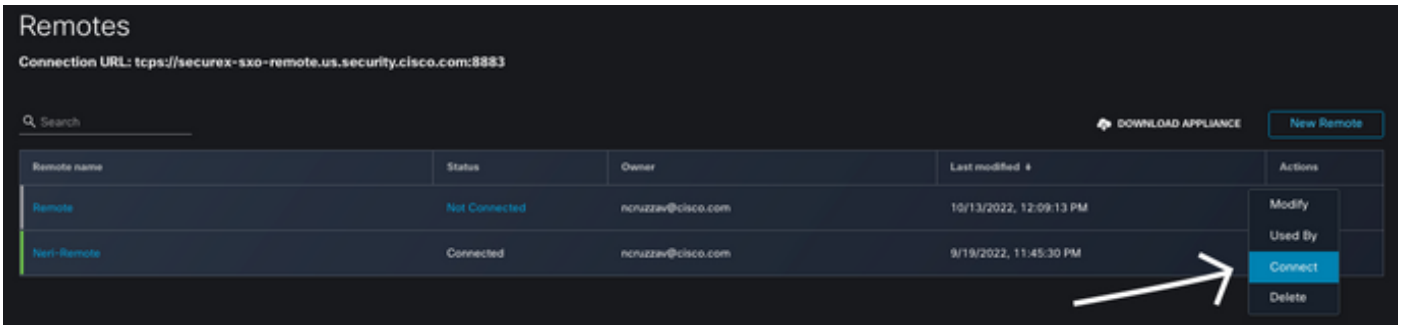 Remotes
Connection URL: tcps://securex-sxo-remote.us.security.cisco.com:8883
Search
DOWNLOAD APPLIANCE New Remote
Remote name Status Owner Last modified Actions
Remote Not Connected ncruzzav@cisco.com 10/13/2022, 12:09:13 PM
Modify
Used By
Neri-Remote Connected ncruzzav@cisco.com 9/19/2022, 11:45:30 PM
Connect
Delete